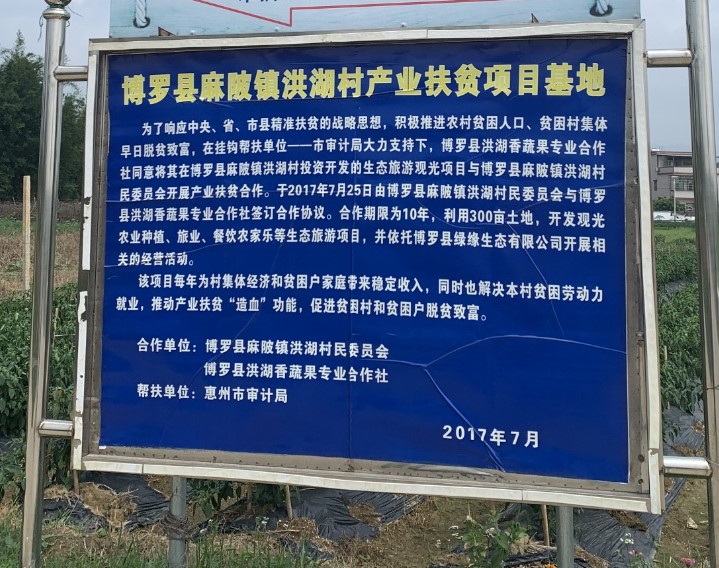 博罗县麻陂镇洪湖村产业扶贫项目基地
为了响应中央、省、市县精准扶贫的战略思想，积极推进农村贫困人口、贫困村集体
早日脱贫致富，在挂钩帮扶单位——市审计局大力支持下，博罗县洪湖香蔬果专业合作
社同意将其在博罗县麻陂镇洪湖村投资开发的生态旅游观光项目与博罗县麻陂镇洪湖村
民委员会开展产业扶贫合作。于2017年7月25日由博罗县麻陂镇洪湖村民委员会与博罗
县洪湖香蔬果专业合作社签订合作协议。合作期限为10年，利用300亩土地，开发观光
农业种植、旅业、餐饮农家乐等生态旅游项目，并依托博罗县绿缘生态有限公司开展相
关的经营活动。
该项目每年为村集体经济和贫困户家庭带来稳定收入，同时也解决本村贫困劳动力
就业，推动产业扶贫“造血”功能，促进贫困村和贫困户脱贫致富。
合作单位：博罗县麻陂镇洪湖村民委员会
博罗县洪湖香蔬果专业合作社
帮扶单位：惠州市审计局
2017年7月